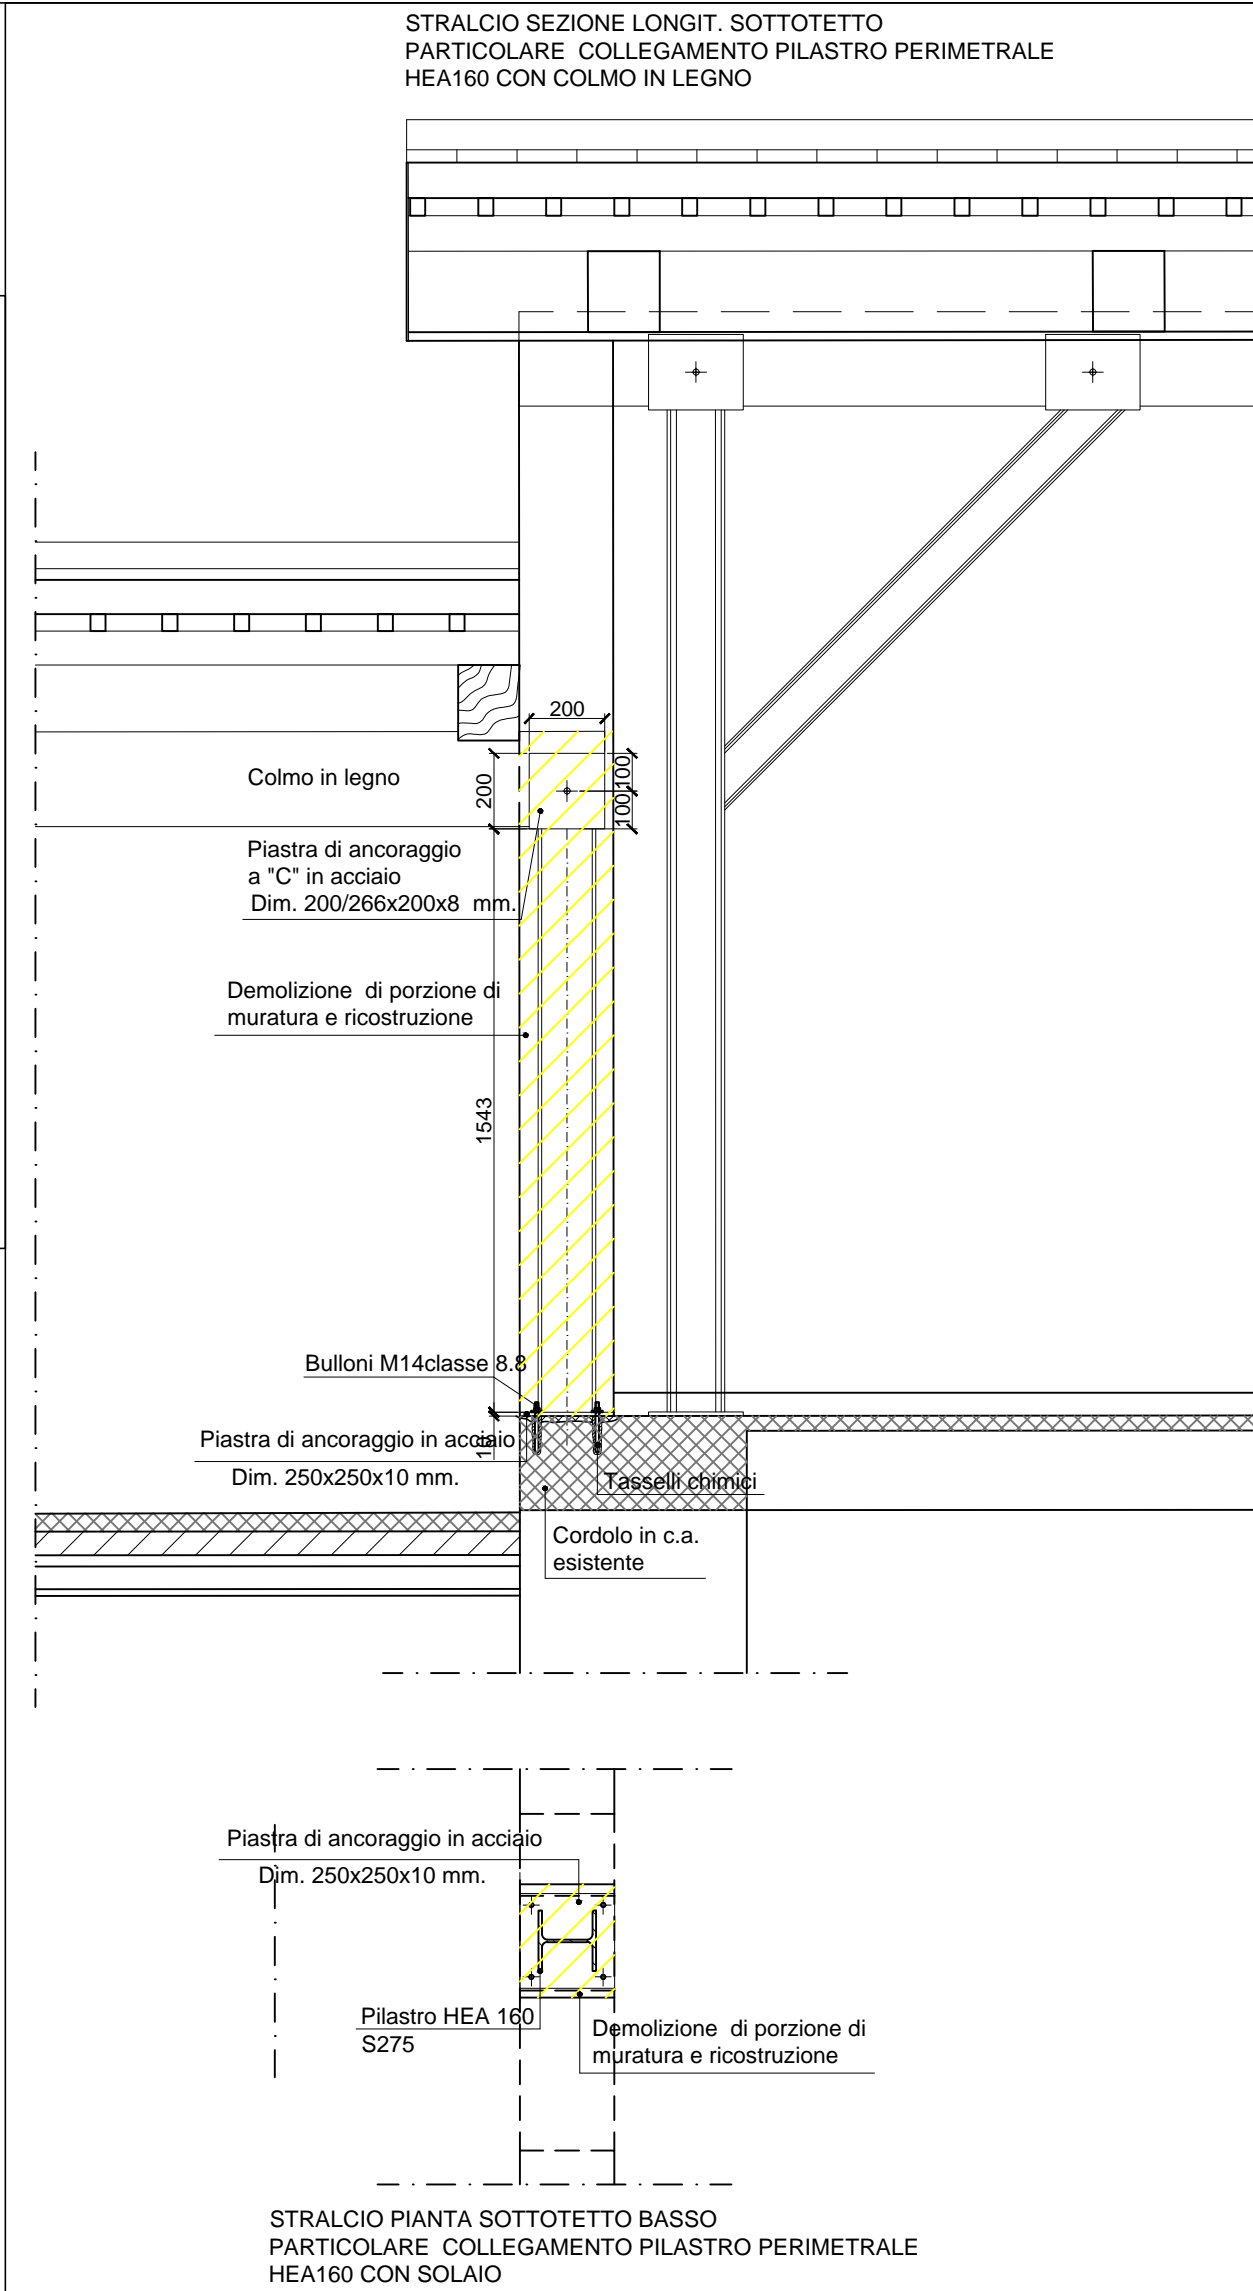 STRALCIO SEZIONE LONGIT. SOTTOTETTO
PARTICOLARE COLLEGAMENTO PILASTRO PERIMETRALE
HEA160 CON COLMO IN LEGNO
200
200
100
100
Colmo in legno
Piastra di ancoraggio
a "C" in acciaio
Dim. 200/266x200x8 mm.
Demolizione di porzione di
muratura e ricostruzione
1543
Bulloni M14classe 8.8
Piastra di ancoraggio in acciaio
10
Dim. 250x250x10 mm.
Tasselli chimici
Cordolo in c.a.
esistente
Piastra di ancoraggio in acciaio
Dim. 250x250x10 mm.
Pilastro HEA 160
S275
Demolizione di porzione di
muratura e ricostruzione
STRALCIO PIANTA SOTTOTETTO BASSO
PARTICOLARE COLLEGAMENTO PILASTRO PERIMETRALE
HEA160 CON SOLAIO